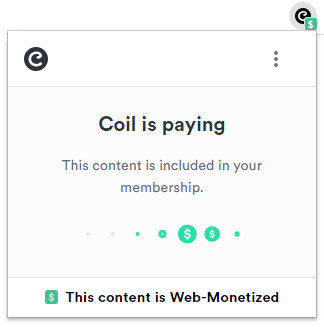 Coil is paying
This content is included in your
membership.
$ $
$ This content is Web-Monetized